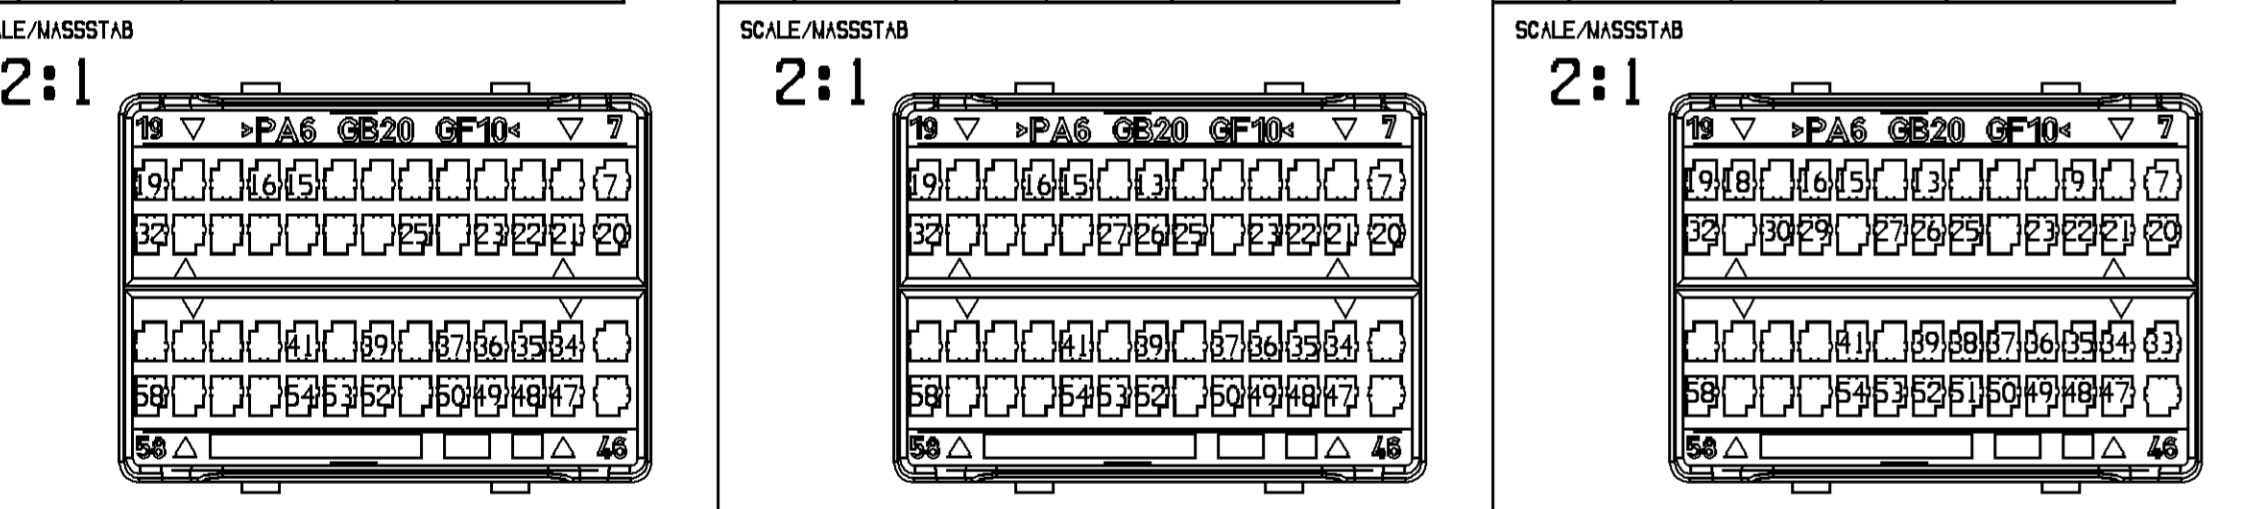 LE/MASSSTAB
2:1
19 >PA6 GB20 GF10< 7
19 16 15 7
32 25 23 22 21 20
41 39 37 36 35 34
58 54 53 52 50 49 48 47
58 46
SCALE/MASSSTAB
2:1
19 >PA6 GB20 GF10< 7
19 16 15 13 7
32 27 26 25 23 22 21 20
41 39 37 36 35 34
58 54 53 52 50 49 48 47
58 46
SCALE/MASSSTAB
2:1
19 >PA6 GB20 GF10< 7
19 18 16 15 13 9 7
32 30 29 27 26 25 23 22 21 20
41 39 38 37 36 35 34 33
58 54 53 52 51 50 49 48 47
58 46